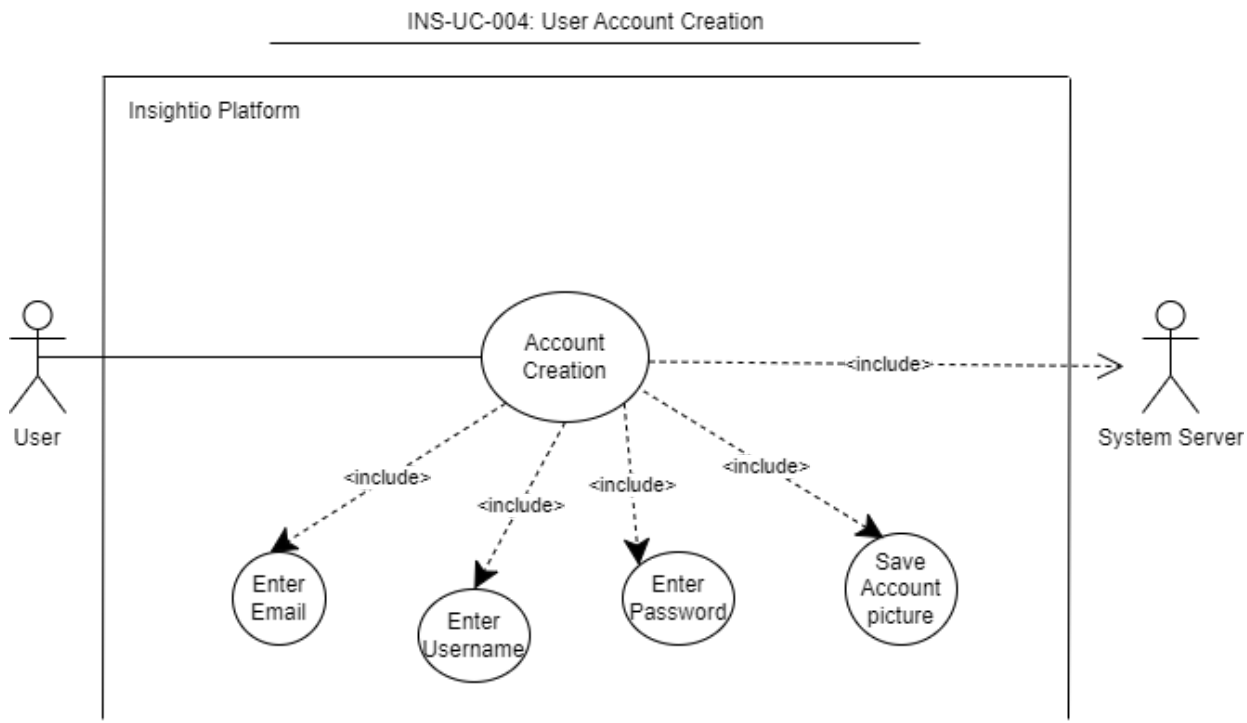 INS-UC-004: User Account Creation
Insightio Platform
Account
Creation
<include>
User
System Server
<include>
<include>
<include>
<include>
Enter
Email
Enter
Username
Enter
Password
Save
Account
picture